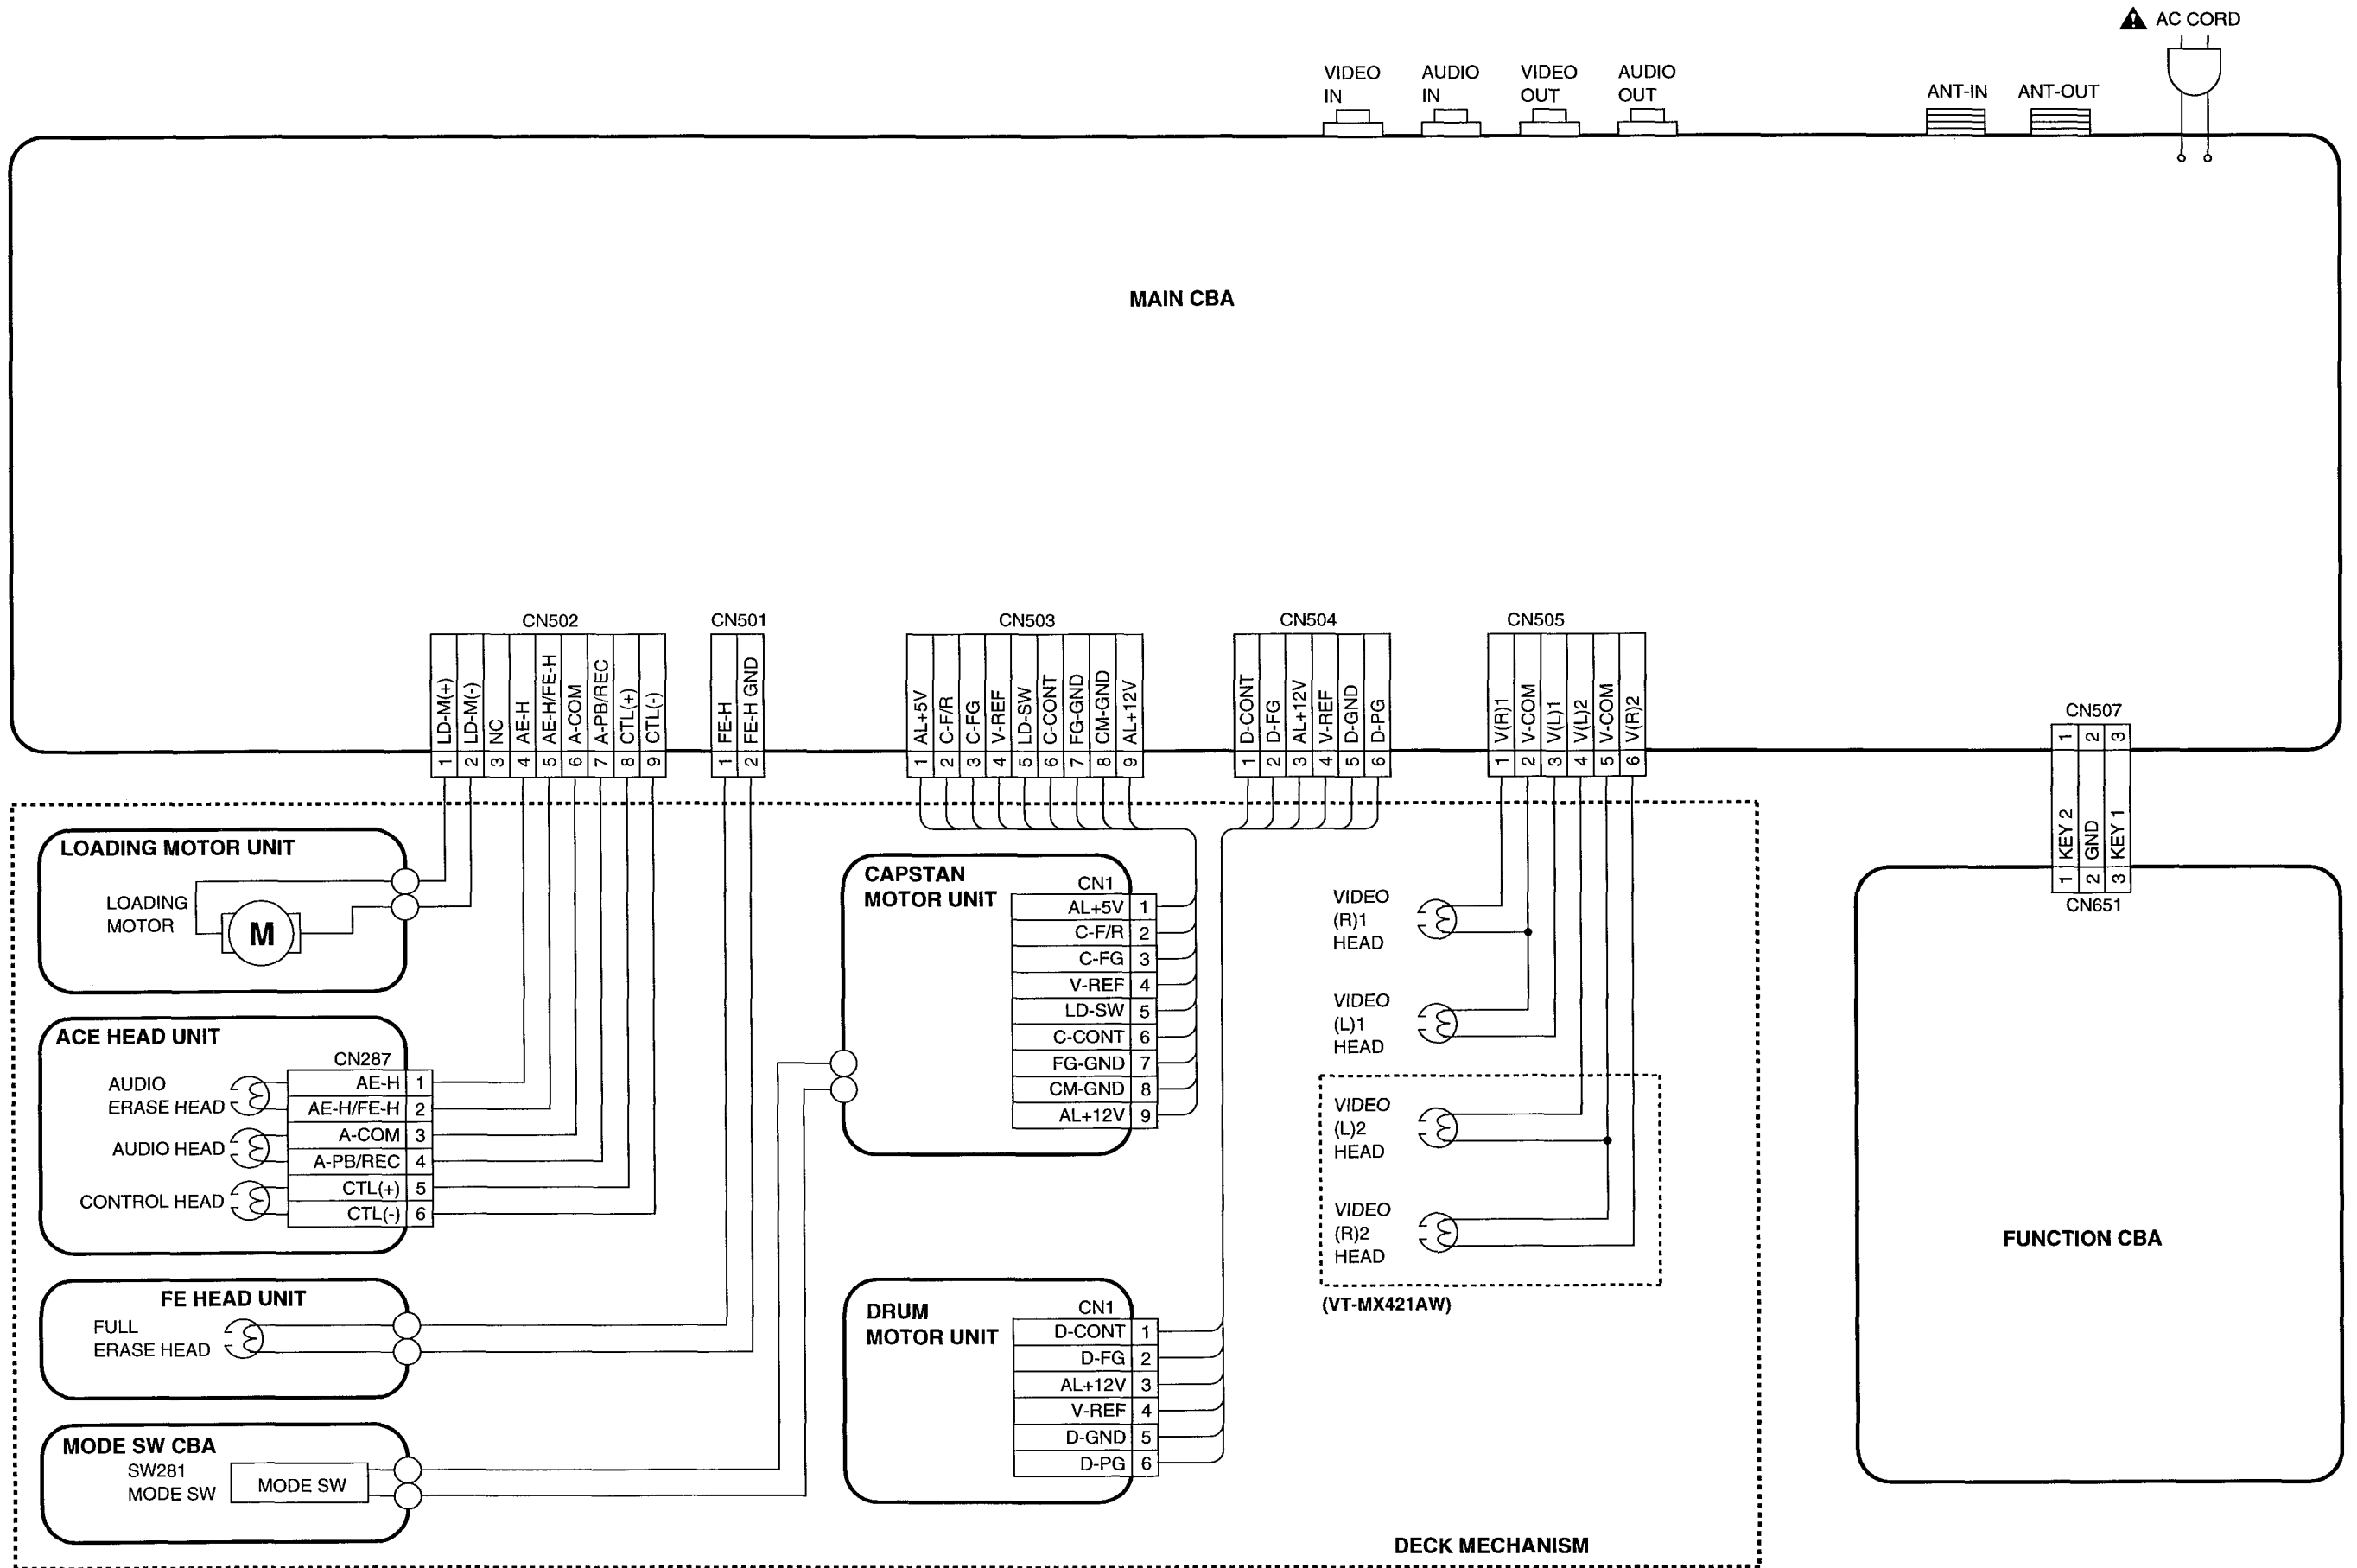 AC CORD
VIDEO
IN
AUDIO
IN
VIDEO
OUT
AUDIO
OUT
ANT-IN
ANT-OUT
MAIN CBA
CN502
LD-M(+)
LD-M(-)
NC
AE-H
AE-H/FE-H
A-COM
A-PB/REC
CTL(+)
CTL(-)
1 2 3 4 5 6 7 8 9
CN501
FE-H
FE-H GND
1 2
CN503
AL+5V
C-F/R
C-FG
V-REF
LD-SW
C-CONT
FG-GND
CM-GND
AL+12V
1 2 3 4 5 6 7 8 9
CN504
D-CONT
D-FG
AL+12V
V-REF
D-GND
D-PG
1 2 3 4 5 6
CN505
V(R)1
V-COM
V(L)1
V(L)2
V-COM
V(R)2
1 2 3 4 5 6
CN507
1 2 3
KEY 2
GND
KEY 1
1 2 3
CN651
FUNCTION CBA
LOADING MOTOR UNIT
LOADING
MOTOR
M
ACE HEAD UNIT
CN287
AUDIO
ERASE HEAD
AUDIO HEAD
CONTROL HEAD
AE-H 1
AE-H/FE-H 2
A-COM 3
A-PB/REC 4
CTL(+) 5
CTL(-) 6
FE HEAD UNIT
FULL
ERASE HEAD
MODE SW CBA
SW281
MODE SW
MODE SW
CAPSTAN
MOTOR UNIT
CN1
AL+5V 1
C-F/R 2
C-FG 3
V-REF 4
LD-SW 5
C-CONT 6
FG-GND 7
CM-GND 8
AL+12V 9
DRUM
MOTOR UNIT
CN1
D-CONT 1
D-FG 2
AL+12V 3
V-REF 4
D-GND 5
D-PG 6
VIDEO
(R)1
HEAD
VIDEO
(L)1
HEAD
VIDEO
(L)2
HEAD
VIDEO
(R)2
HEAD
(VT-MX421AW)
DECK MECHANISM